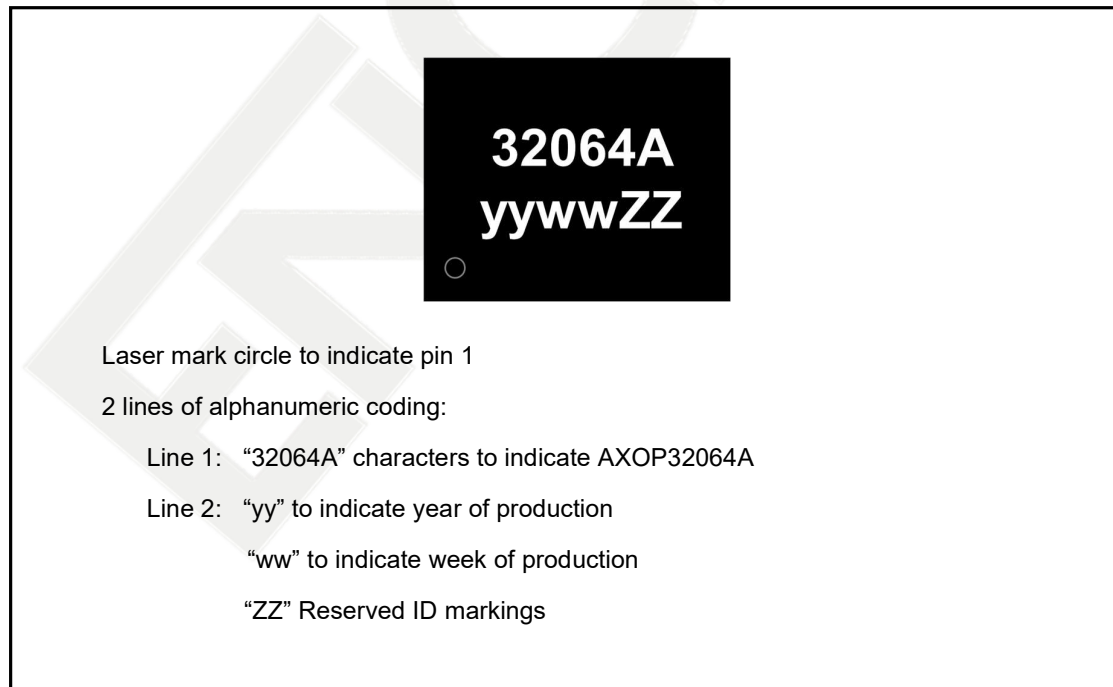 32064A
yywwZZ
Laser mark circle to indicate pin 1
2 lines of alphanumeric coding:
Line 1: “32064A” characters to indicate AXOP32064A
Line 2: “yy” to indicate year of production
“ww” to indicate week of production
“ZZ” Reserved ID markings